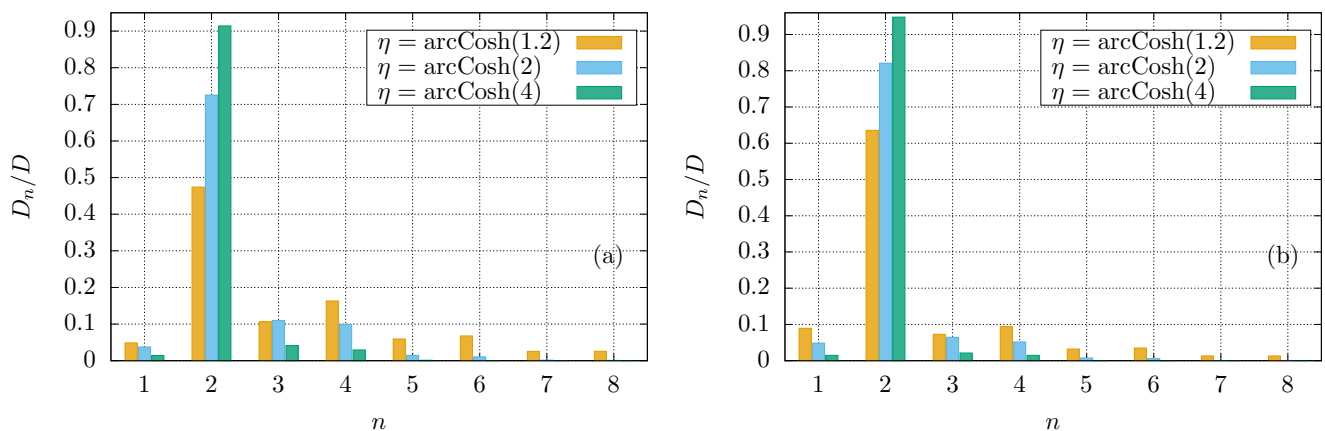 0.9
0.8
0.7
0.6
0.5
0.4
0.3
0.2
0.1
0
D_n/D
η = arcCosh(1.2)
η = arcCosh(2)
η = arcCosh(4)
(a)
1 2 3 4 5 6 7 8
n
0.9
0.8
0.7
0.6
0.5
0.4
0.3
0.2
0.1
0
D_n/D
η = arcCosh(1.2)
η = arcCosh(2)
η = arcCosh(4)
(b)
1 2 3 4 5 6 7 8
n